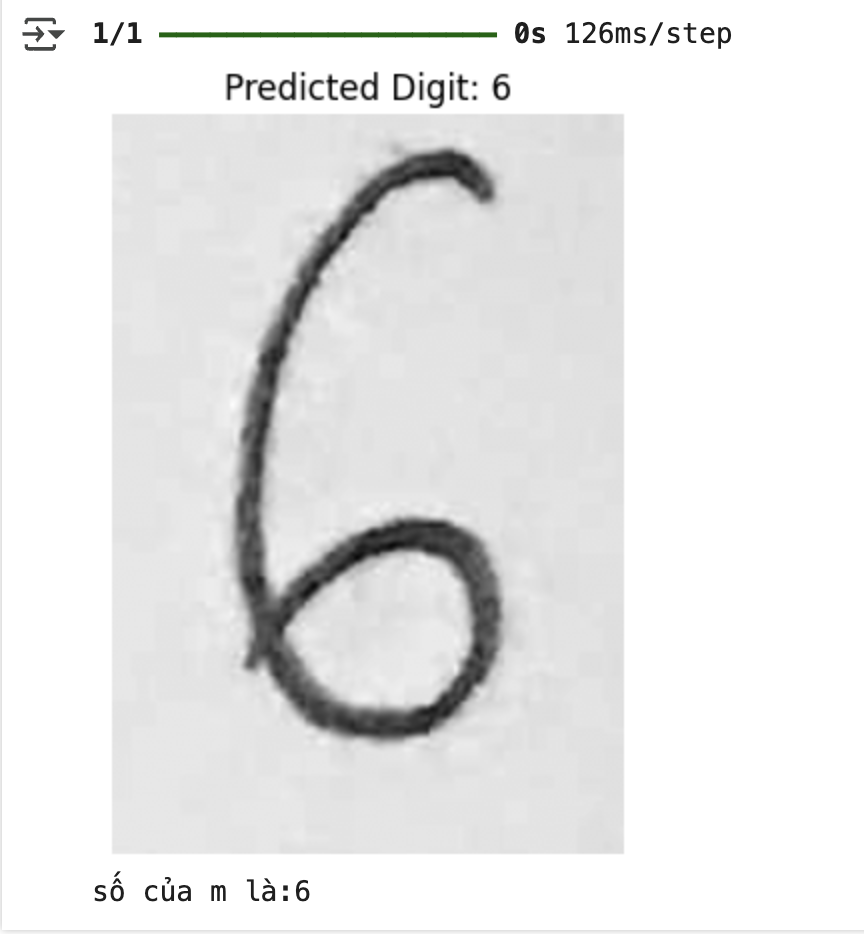 1/1 0s 126ms/step
Predicted Digit: 6
6
số của m là:6